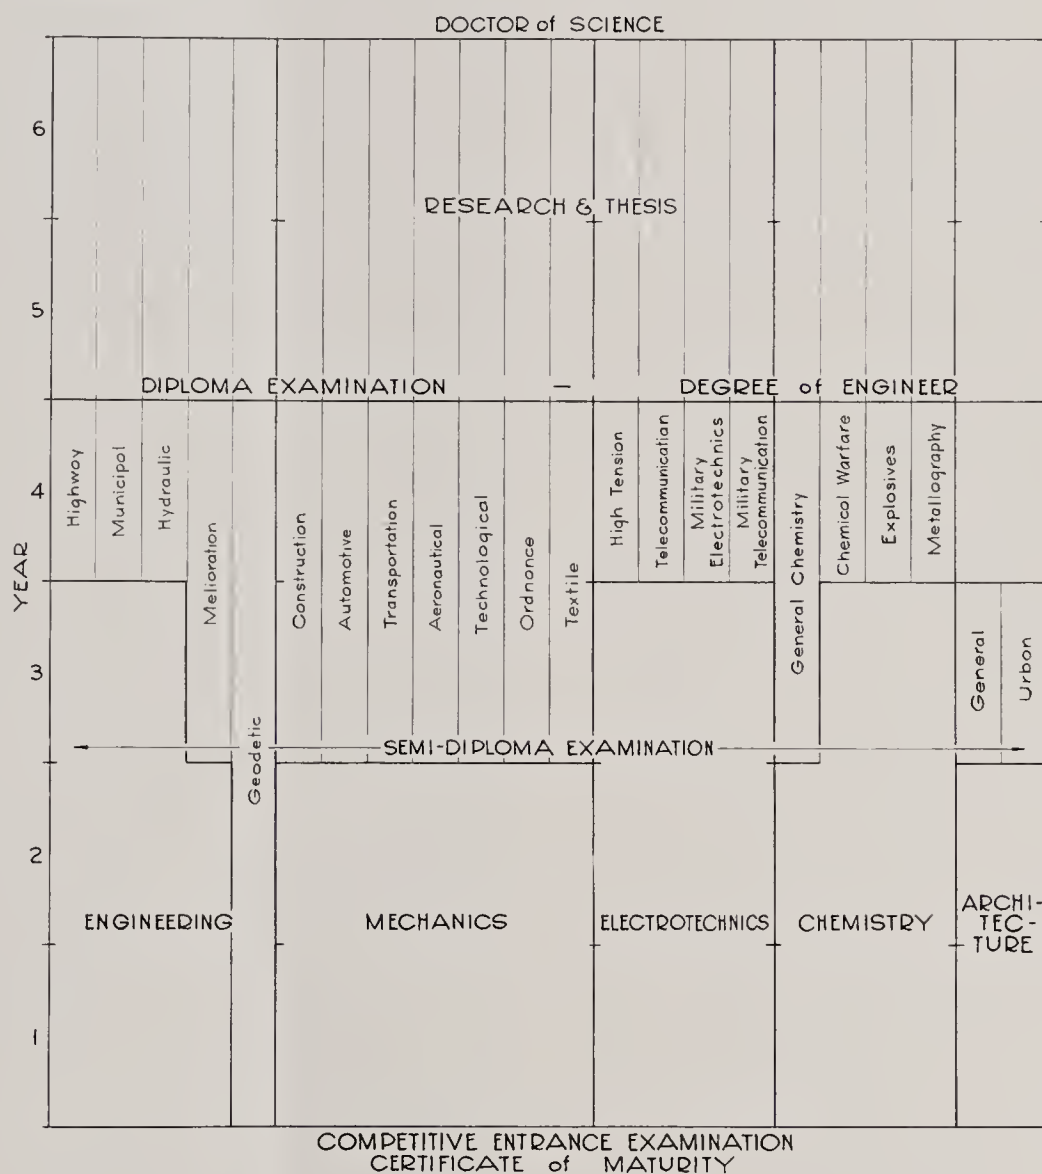 DOCTOR of SCIENCE
6
RESEARCH & THESIS
5
DIPLOMA EXAMINATION — DEGREE of ENGINEER
YEAR
4
Highway
Municipol
Hydraulic
Melioration
Geodetic
Construction
Automotive
Transportation
Aeronautical
Technological
Ordnonce
Textile
High Tension
Telecommunication
Military
Electrotechnics
Military
Telecommunication
General Chemistry
Chemical Warfare
Explosives
Metallography
General
Urbon
3
SEMI-DIPLOMA EXAMINATION
2
ENGINEERING
MECHANICS
ELECTROTECHNICS
CHEMISTRY
ARCHI-
TEC-
TURE
1
COMPETITIVE ENTRANCE EXAMINATION
CERTIFICATE of MATURITY